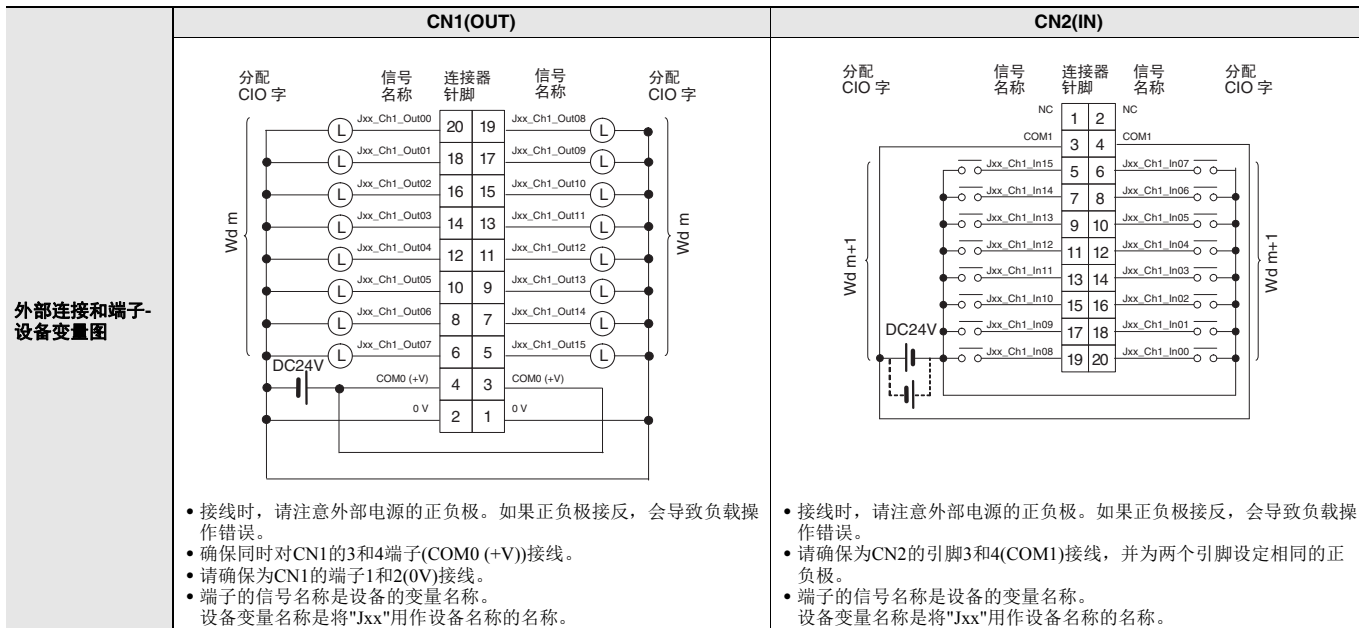 CN1(OUT)
CN2(IN)
外部连接和端子-
设备变量图
分配
CIO 字
信号
名称
连接器
针脚
信号
名称
分配
CIO 字
Wd m
Jxx_Ch1_Out00 20 19 Jxx_Ch1_Out08
L L
Jxx_Ch1_Out01 18 17 Jxx_Ch1_Out09
L L
Jxx_Ch1_Out02 16 15 Jxx_Ch1_Out10
L L
Jxx_Ch1_Out03 14 13 Jxx_Ch1_Out11
L L
Jxx_Ch1_Out04 12 11 Jxx_Ch1_Out12
L L
Jxx_Ch1_Out05 10 9 Jxx_Ch1_Out13
L L
Jxx_Ch1_Out06 8 7 Jxx_Ch1_Out14
L L
Jxx_Ch1_Out07 6 5 Jxx_Ch1_Out15
L L
Wd m
DC24V
COM0 (+V) 4 3 COM0 (+V)
0 V 2 1 0 V
• 接线时，请注意外部电源的正负极。如果正负极接反，会导致负载操
作错误。
• 确保同时对CN1的3和4端子(COM0 (+V))接线。
• 请确保为CN1的端子1和2(0V)接线。
• 端子的信号名称是设备的变量名称。
设备变量名称是将"Jxx"用作设备名称的名称。
分配
CIO 字
信号
名称
连接器
针脚
信号
名称
分配
CIO 字
NC 1 2 NC
COM1 3 4 COM1
Wd m+1
Jxx_Ch1_In15 5 6 Jxx_Ch1_In07
Jxx_Ch1_In14 7 8 Jxx_Ch1_In06
Jxx_Ch1_In13 9 10 Jxx_Ch1_In05
Jxx_Ch1_In12 11 12 Jxx_Ch1_In04
Jxx_Ch1_In11 13 14 Jxx_Ch1_In03
Jxx_Ch1_In10 15 16 Jxx_Ch1_In02
Jxx_Ch1_In09 17 18 Jxx_Ch1_In01
Jxx_Ch1_In08 19 20 Jxx_Ch1_In00
Wd m+1
DC24V
• 接线时，请注意外部电源的正负极。如果正负极接反，会导致负载操
作错误。
• 请确保为CN2的引脚3和4(COM1)接线，并为两个引脚设定相同的正
负极。
• 端子的信号名称是设备的变量名称。
设备变量名称是将"Jxx"用作设备名称的名称。